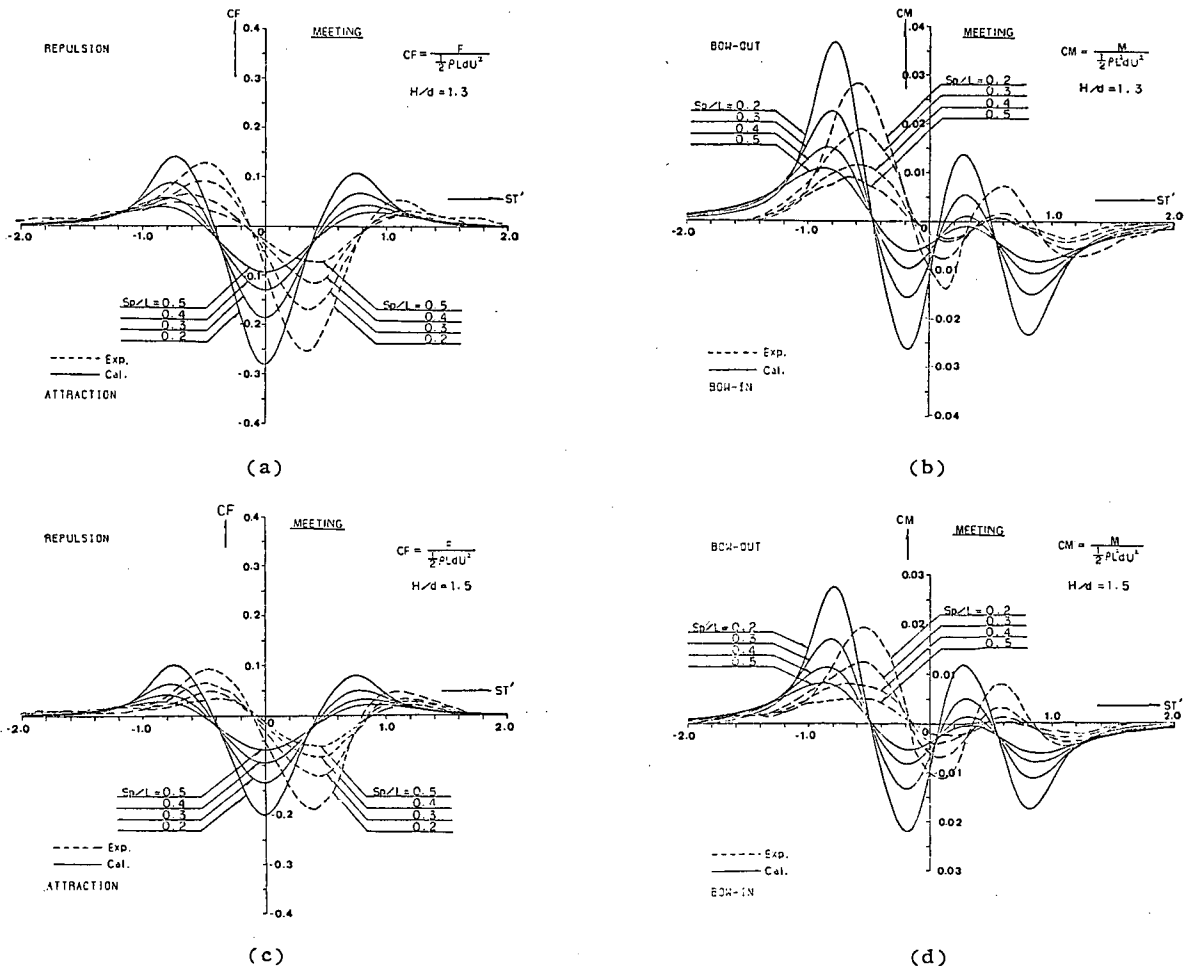 CF
MEETING
REPULSION
CF = F / ½ρLdU²
H/d=1.3
0.4
0.3
0.2
0.1
0
0.1
-0.2
-0.3
-0.4
-2.0
-1.0
1.0
2.0
ST'
Sp/L=0.5
0.4
0.3
0.2
Sp/L=0.5
0.4
0.3
0.2
Exp.
Cal.
ATTRACTION
(a)
CM
MEETING
BOW-OUT
CM = M / ½ρL²dU²
H/d=1.3
0.04
0.03
0.02
0.01
0
0.01
0.02
0.03
0.04
-2.0
-1.0
1.0
2.0
ST'
Sp/L=0.2
0.3
0.4
0.5
Sp/L=0.2
0.3
0.4
0.5
Exp.
Cal.
BOW-IN
(b)
CF
MEETING
REPULSION
CF = / ½ρLdU²
H/d=1.5
0.4
0.3
0.2
0.1
0
-0.2
-0.3
-0.4
-2.0
-1.0
1.0
2.0
ST'
Sp/L=0.5
0.4
0.3
0.2
Sp/L=0.5
0.4
0.3
0.2
Exp.
Cal.
ATTRACTION
(c)
CM
MEETING
BOW-OUT
CM = M / ½ρL²dU²
H/d=1.5
0.03
0.02
0.01
0
0.01
0.02
0.03
-2.0
-1.0
1.0
2.0
ST'
Sp/L=0.2
0.3
0.4
0.5
Sp/L=0.2
0.3
0.4
0.5
Exp.
Cal.
BOW-IN
(d)